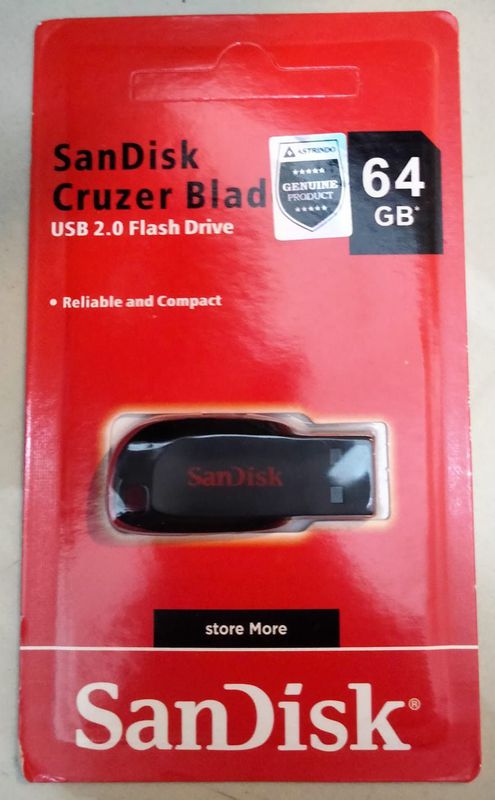 SanDisk
Cruzer Blad
USB 2.0 Flash Drive
ASTRINDO
GENUINE
PRODUCT
64
GB*
• Reliable and Compact
SanDisk
store More
SanDisk®